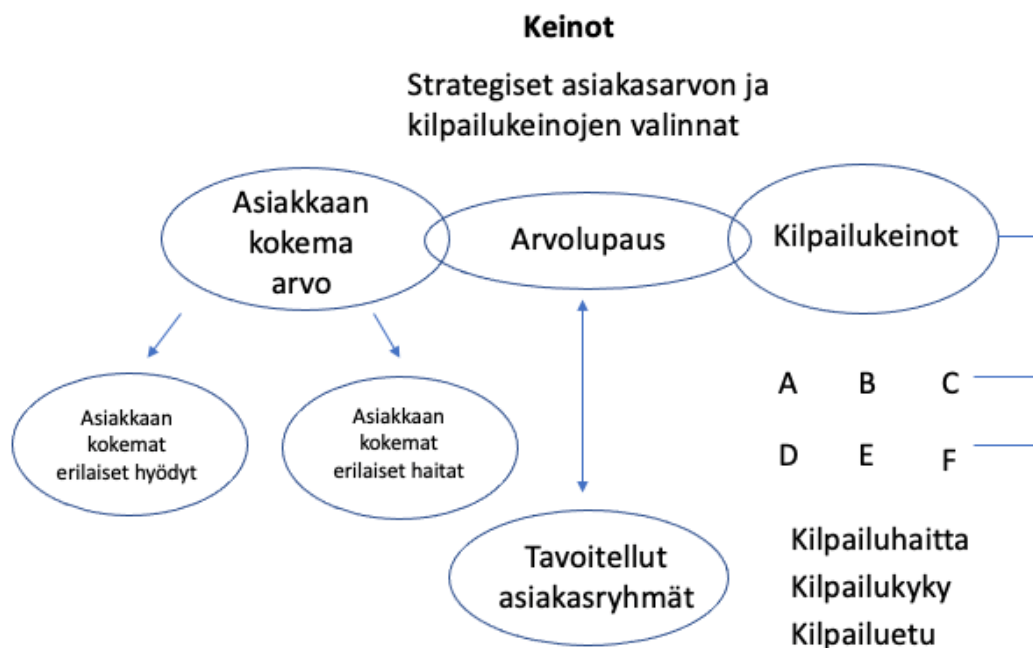 Keinot
Strategiset asiakasarvon ja
kilpailukeinojen valinnat
Asiakkaan
kokema
arvo
Arvolupaus
Kilpailukeinot
Asiakkaan
kokemat
erilaiset hyödyt
Asiakkaan
kokemat
erilaiset haitat
A B C
D E F
Tavoitellut
asiakasryhmät
Kilpailuhaitta
Kilpailukyky
Kilpailuetu